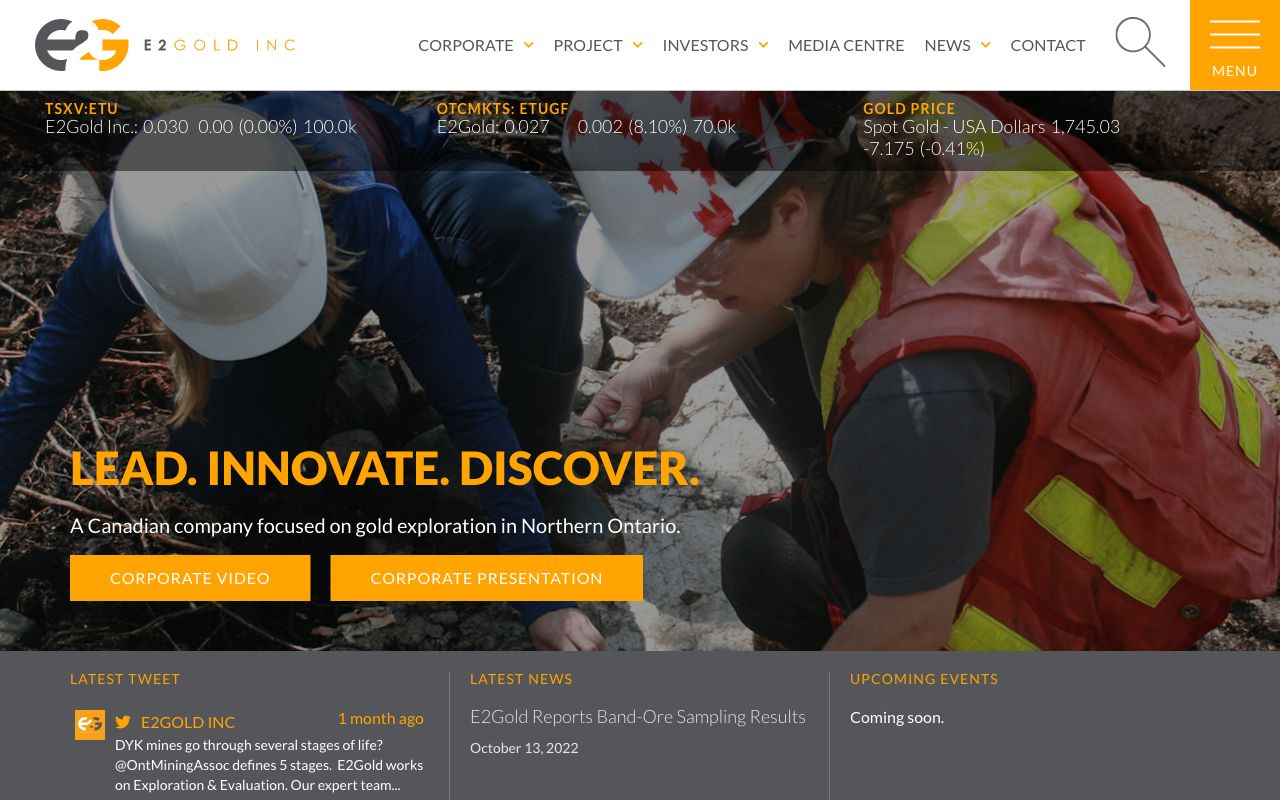 E2GOLD INC
CORPORATE PROJECT INVESTORS MEDIA CENTRE NEWS CONTACT
MENU
TSXV:ETU
E2Gold Inc.: 0.030 0.00 (0.00%) 100.0k
OTCMKTS: ETUGF
E2Gold: 0.027 0.002 (8.10%) 70.0k
GOLD PRICE
Spot Gold - USA Dollars 1,745.03
-7.175 (-0.41%)
LEAD. INNOVATE. DISCOVER.
A Canadian company focused on gold exploration in Northern Ontario.
CORPORATE VIDEO
CORPORATE PRESENTATION
LATEST TWEET
E2GOLD INC 1 month ago
DYK mines go through several stages of life?
@OntMiningAssoc defines 5 stages. E2Gold works
on Exploration & Evaluation. Our expert team...
LATEST NEWS
E2Gold Reports Band-Ore Sampling Results
October 13, 2022
UPCOMING EVENTS
Coming soon.